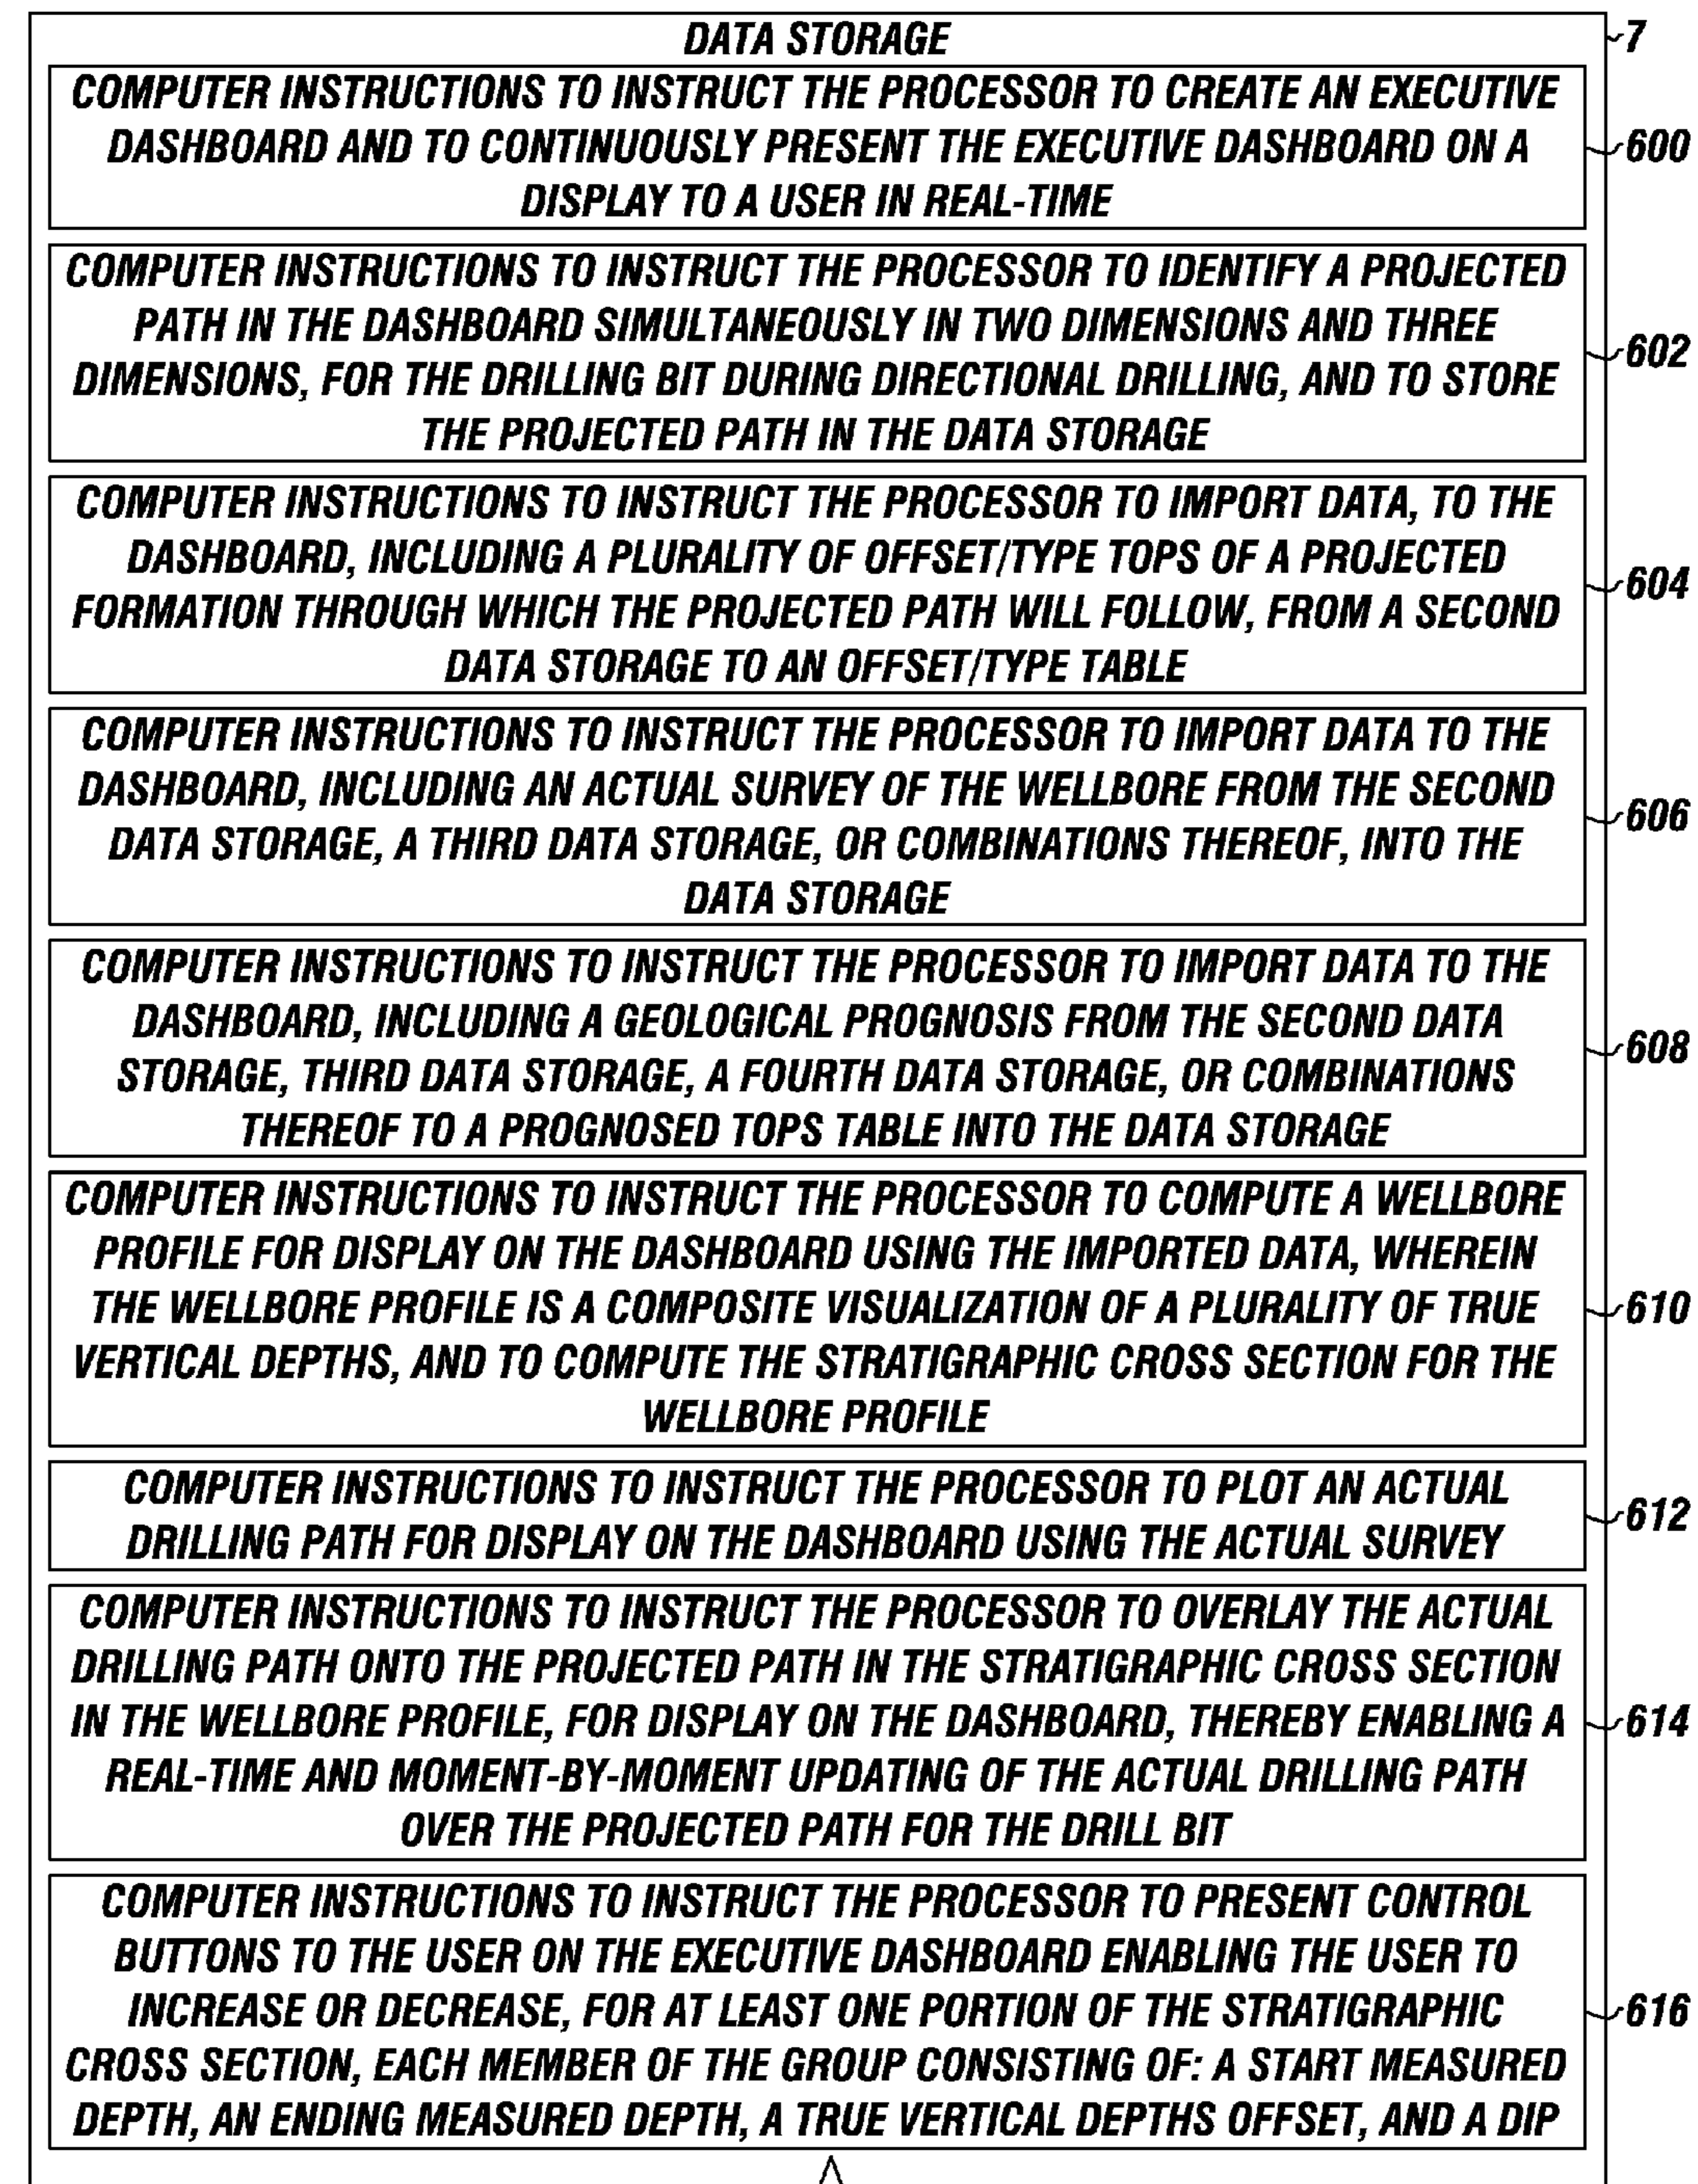 DATA STORAGE
7
COMPUTER INSTRUCTIONS TO INSTRUCT THE PROCESSOR TO CREATE AN EXECUTIVE
DASHBOARD AND TO CONTINUOUSLY PRESENT THE EXECUTIVE DASHBOARD ON A
DISPLAY TO A USER IN REAL-TIME
600
COMPUTER INSTRUCTIONS TO INSTRUCT THE PROCESSOR TO IDENTIFY A PROJECTED
PATH IN THE DASHBOARD SIMULTANEOUSLY IN TWO DIMENSIONS AND THREE
DIMENSIONS, FOR THE DRILLING BIT DURING DIRECTIONAL DRILLING, AND TO STORE
THE PROJECTED PATH IN THE DATA STORAGE
602
COMPUTER INSTRUCTIONS TO INSTRUCT THE PROCESSOR TO IMPORT DATA, TO THE
DASHBOARD, INCLUDING A PLURALITY OF OFFSET/TYPE TOPS OF A PROJECTED
FORMATION THROUGH WHICH THE PROJECTED PATH WILL FOLLOW, FROM A SECOND
DATA STORAGE TO AN OFFSET/TYPE TABLE
604
COMPUTER INSTRUCTIONS TO INSTRUCT THE PROCESSOR TO IMPORT DATA TO THE
DASHBOARD, INCLUDING AN ACTUAL SURVEY OF THE WELLBORE FROM THE SECOND
DATA STORAGE, A THIRD DATA STORAGE, OR COMBINATIONS THEREOF, INTO THE
DATA STORAGE
606
COMPUTER INSTRUCTIONS TO INSTRUCT THE PROCESSOR TO IMPORT DATA TO THE
DASHBOARD, INCLUDING A GEOLOGICAL PROGNOSIS FROM THE SECOND DATA
STORAGE, THIRD DATA STORAGE, A FOURTH DATA STORAGE, OR COMBINATIONS
THEREOF TO A PROGNOSED TOPS TABLE INTO THE DATA STORAGE
608
COMPUTER INSTRUCTIONS TO INSTRUCT THE PROCESSOR TO COMPUTE A WELLBORE
PROFILE FOR DISPLAY ON THE DASHBOARD USING THE IMPORTED DATA, WHEREIN
THE WELLBORE PROFILE IS A COMPOSITE VISUALIZATION OF A PLURALITY OF TRUE
VERTICAL DEPTHS, AND TO COMPUTE THE STRATIGRAPHIC CROSS SECTION FOR THE
WELLBORE PROFILE
610
COMPUTER INSTRUCTIONS TO INSTRUCT THE PROCESSOR TO PLOT AN ACTUAL
DRILLING PATH FOR DISPLAY ON THE DASHBOARD USING THE ACTUAL SURVEY
612
COMPUTER INSTRUCTIONS TO INSTRUCT THE PROCESSOR TO OVERLAY THE ACTUAL
DRILLING PATH ONTO THE PROJECTED PATH IN THE STRATIGRAPHIC CROSS SECTION
IN THE WELLBORE PROFILE, FOR DISPLAY ON THE DASHBOARD, THEREBY ENABLING A
REAL-TIME AND MOMENT-BY-MOMENT UPDATING OF THE ACTUAL DRILLING PATH
OVER THE PROJECTED PATH FOR THE DRILL BIT
614
COMPUTER INSTRUCTIONS TO INSTRUCT THE PROCESSOR TO PRESENT CONTROL
BUTTONS TO THE USER ON THE EXECUTIVE DASHBOARD ENABLING THE USER TO
INCREASE OR DECREASE, FOR AT LEAST ONE PORTION OF THE STRATIGRAPHIC
CROSS SECTION, EACH MEMBER OF THE GROUP CONSISTING OF: A START MEASURED
DEPTH, AN ENDING MEASURED DEPTH, A TRUE VERTICAL DEPTHS OFFSET, AND A DIP
616